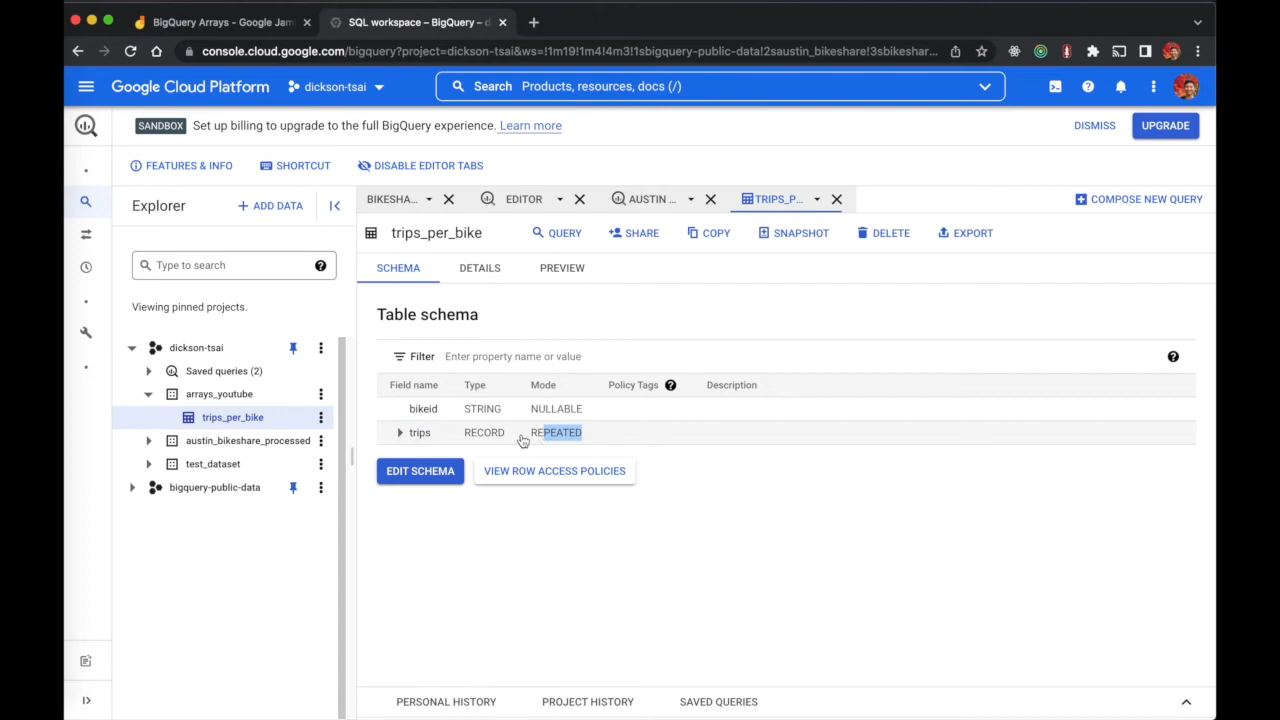 BigQuery Arrays - Google Jam
SQL workspace – BigQuery – d
console.cloud.google.com/bigquery?project=dickson-tsai&ws=!1m19!1m4!4m3!1sbigquery-public-data!2saustin_bikeshare!3sbikeshar...
Google Cloud Platform
dickson-tsai
Search Products, resources, docs (/)
SANDBOX Set up billing to upgrade to the full BigQuery experience. Learn more
DISMISS
UPGRADE
FEATURES & INFO
SHORTCUT
DISABLE EDITOR TABS
Explorer
+ ADD DATA
BIKESHA...
EDITOR
AUSTIN ...
TRIPS_P...
COMPOSE NEW QUERY
trips_per_bike
QUERY
SHARE
COPY
SNAPSHOT
DELETE
EXPORT
Type to search
SCHEMA
DETAILS
PREVIEW
Viewing pinned projects.
Table schema
dickson-tsai
Saved queries (2)
arrays_youtube
trips_per_bike
austin_bikeshare_processed
test_dataset
bigquery-public-data
Filter Enter property name or value
Field name Type Mode Policy Tags Description
bikeid STRING NULLABLE
trips RECORD REPEATED
EDIT SCHEMA
VIEW ROW ACCESS POLICIES
PERSONAL HISTORY
PROJECT HISTORY
SAVED QUERIES